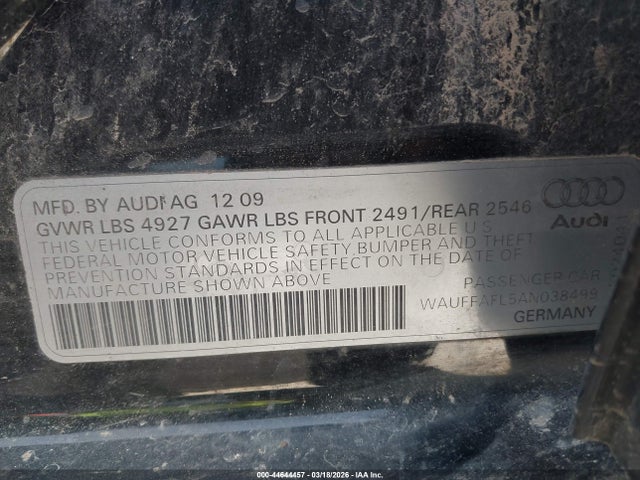 MFD. BY AUDI AG 12 09
GVWR LBS 4927 GAWR LBS FRONT 2491/REAR 2546
THIS VEHICLE CONFORMS TO ALL APPLICABLE U S
FEDERAL MOTOR VEHICLE SAFETY, BUMPER AND THEFT
PREVENTION STANDARDS IN EFFECT ON THE DATE OF
MANUFACTURE SHOWN ABOVE
Audi
PASSENGER CAR
WAUFFAFL5AN038499
GERMANY
000-44644457 | 03/18/2026 | IAA Inc.